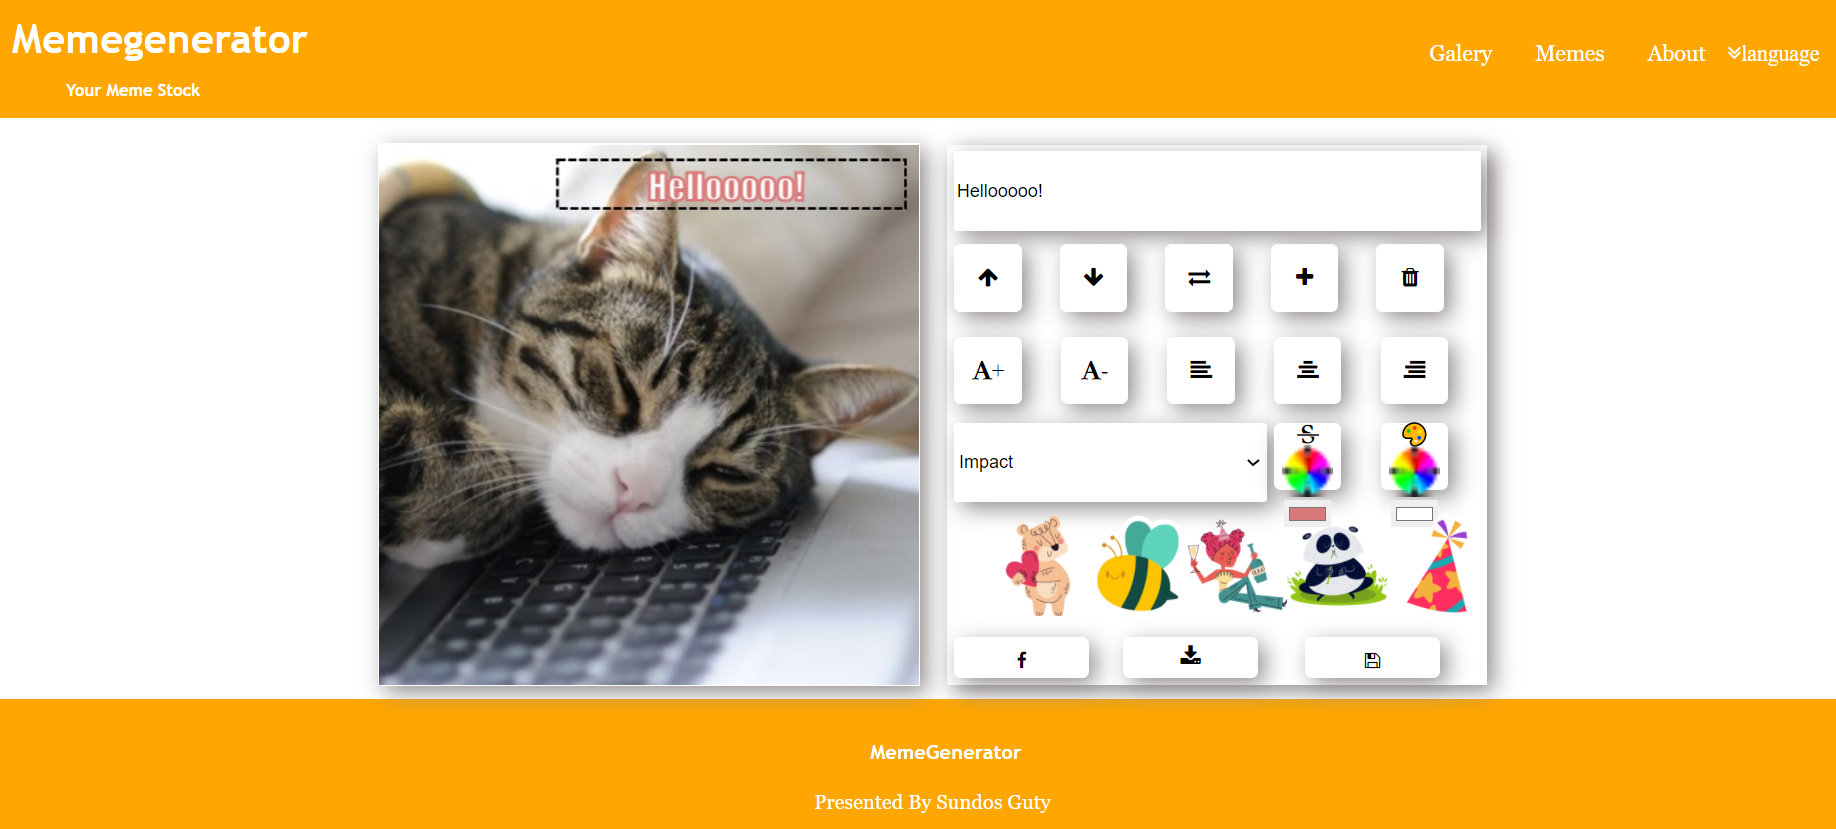 Memegenerator
Your Meme Stock
Galery
Memes
About
language
Hellooooo!
Hellooooo!
A+
A-
Impact
S
f
MemeGenerator
Presented By Sundos Guty